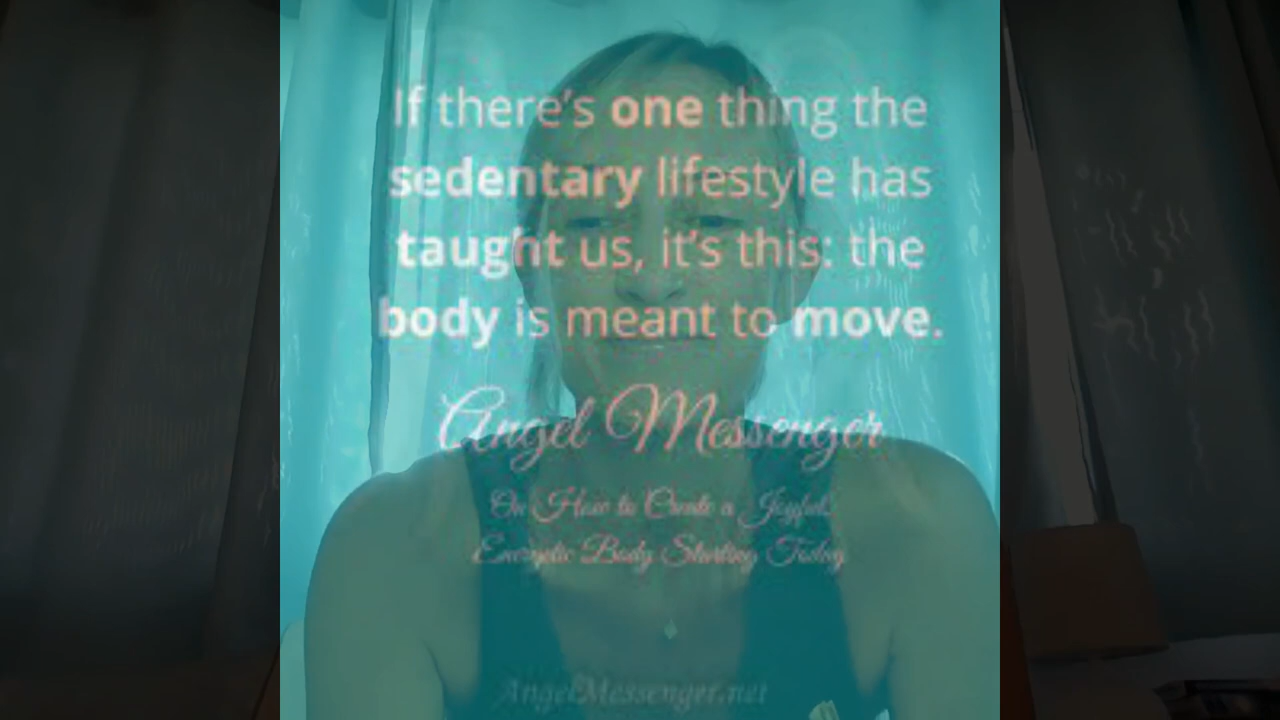 If there's one thing the
sedentary lifestyle has
taught us, it's this: the
body is meant to move.
Angel Messenger
On How to Create a Joyful,
Energetic Body Starting Today
AngelMessenger.net